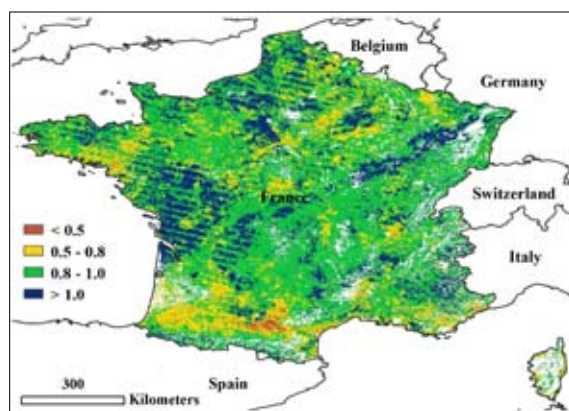 Belgium
Germany
France
Switzerland
< 0.5
0.5 - 0.8
0.8 - 1.0
> 1.0
Italy
300
Kilometers
Spain